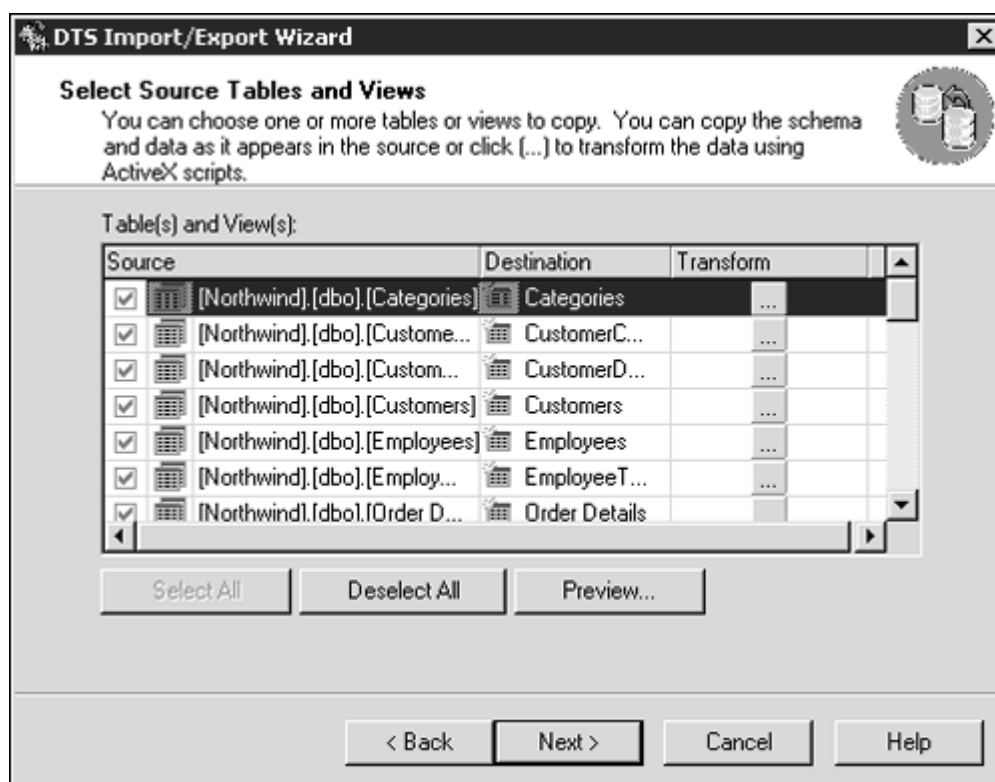 DTS Import/Export Wizard
Select Source Tables and Views
You can choose one or more tables or views to copy. You can copy the schema
and data as it appears in the source or click (...) to transform the data using
ActiveX scripts.
Table(s) and View(s):
Source Destination Transform
[Northwind].[dbo].[Categories] Categories ...
[Northwind].[dbo].[Custome... CustomerC... ...
[Northwind].[dbo].[Custom... CustomerD... ...
[Northwind].[dbo].[Customers] Customers ...
[Northwind].[dbo].[Employees] Employees ...
[Northwind].[dbo].[Employ... EmployeeT... ...
[Northwind].[dbo].[Order D... Order Details
Select All Deselect All Preview...
< Back Next > Cancel Help